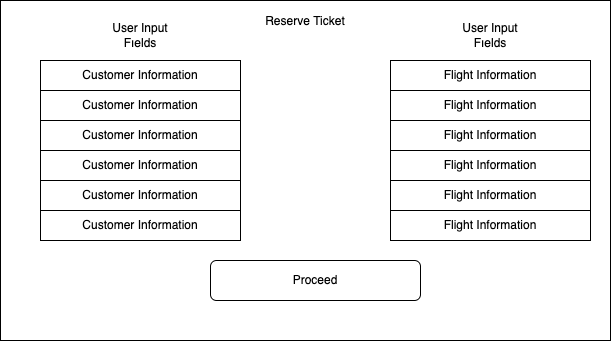 Reserve Ticket
User Input
Fields
Customer Information
Customer Information
Customer Information
Customer Information
Customer Information
Customer Information
User Input
Fields
Flight Information
Flight Information
Flight Information
Flight Information
Flight Information
Flight Information
Proceed